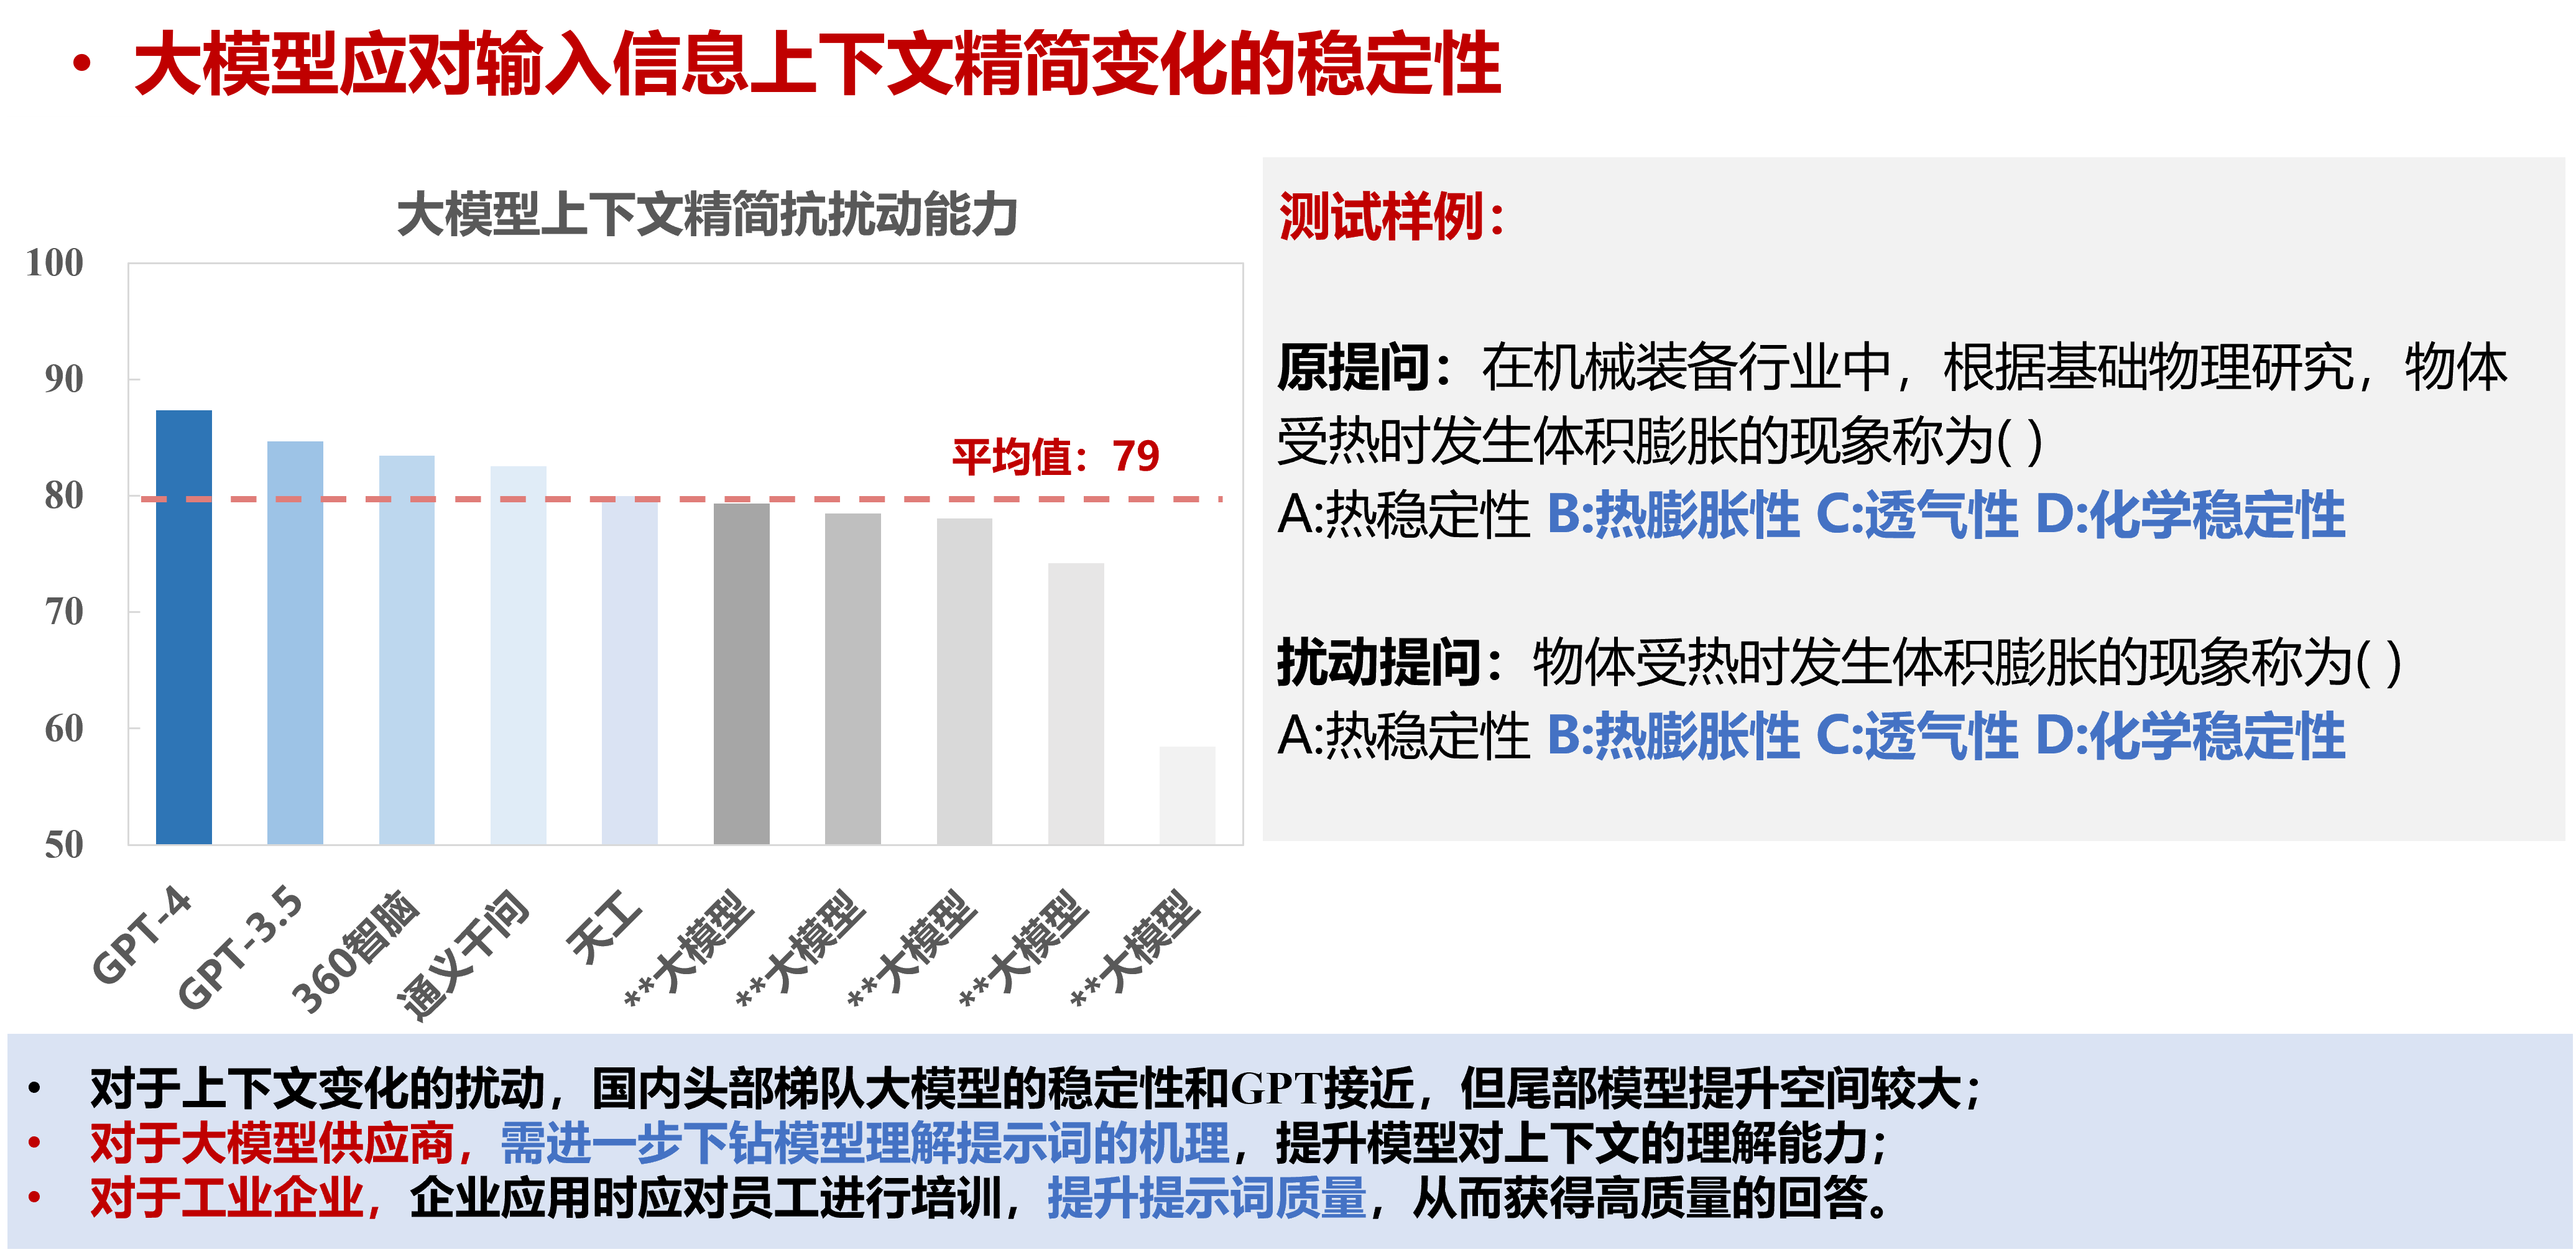 • 大模型应对输入信息上下文精简变化的稳定性
大模型上下文精简抗扰动能力
100
90
80
70
60
50
平均值：79
GPT-4
GPT-3.5
360智脑
通义千问
天工
**大模型
**大模型
**大模型
**大模型
**大模型
测试样例：
原提问：在机械装备行业中，根据基础物理研究，物体
受热时发生体积膨胀的现象称为( )
A:热稳定性 B:热膨胀性 C:透气性 D:化学稳定性
扰动提问：物体受热时发生体积膨胀的现象称为( )
A:热稳定性 B:热膨胀性 C:透气性 D:化学稳定性
• 对于上下文变化的扰动，国内头部梯队大模型的稳定性和GPT接近，但尾部模型提升空间较大；
• 对于大模型供应商，需进一步下钻模型理解提示词的机理，提升模型对上下文的理解能力；
• 对于工业企业，企业应用时应对员工进行培训，提升提示词质量，从而获得高质量的回答。